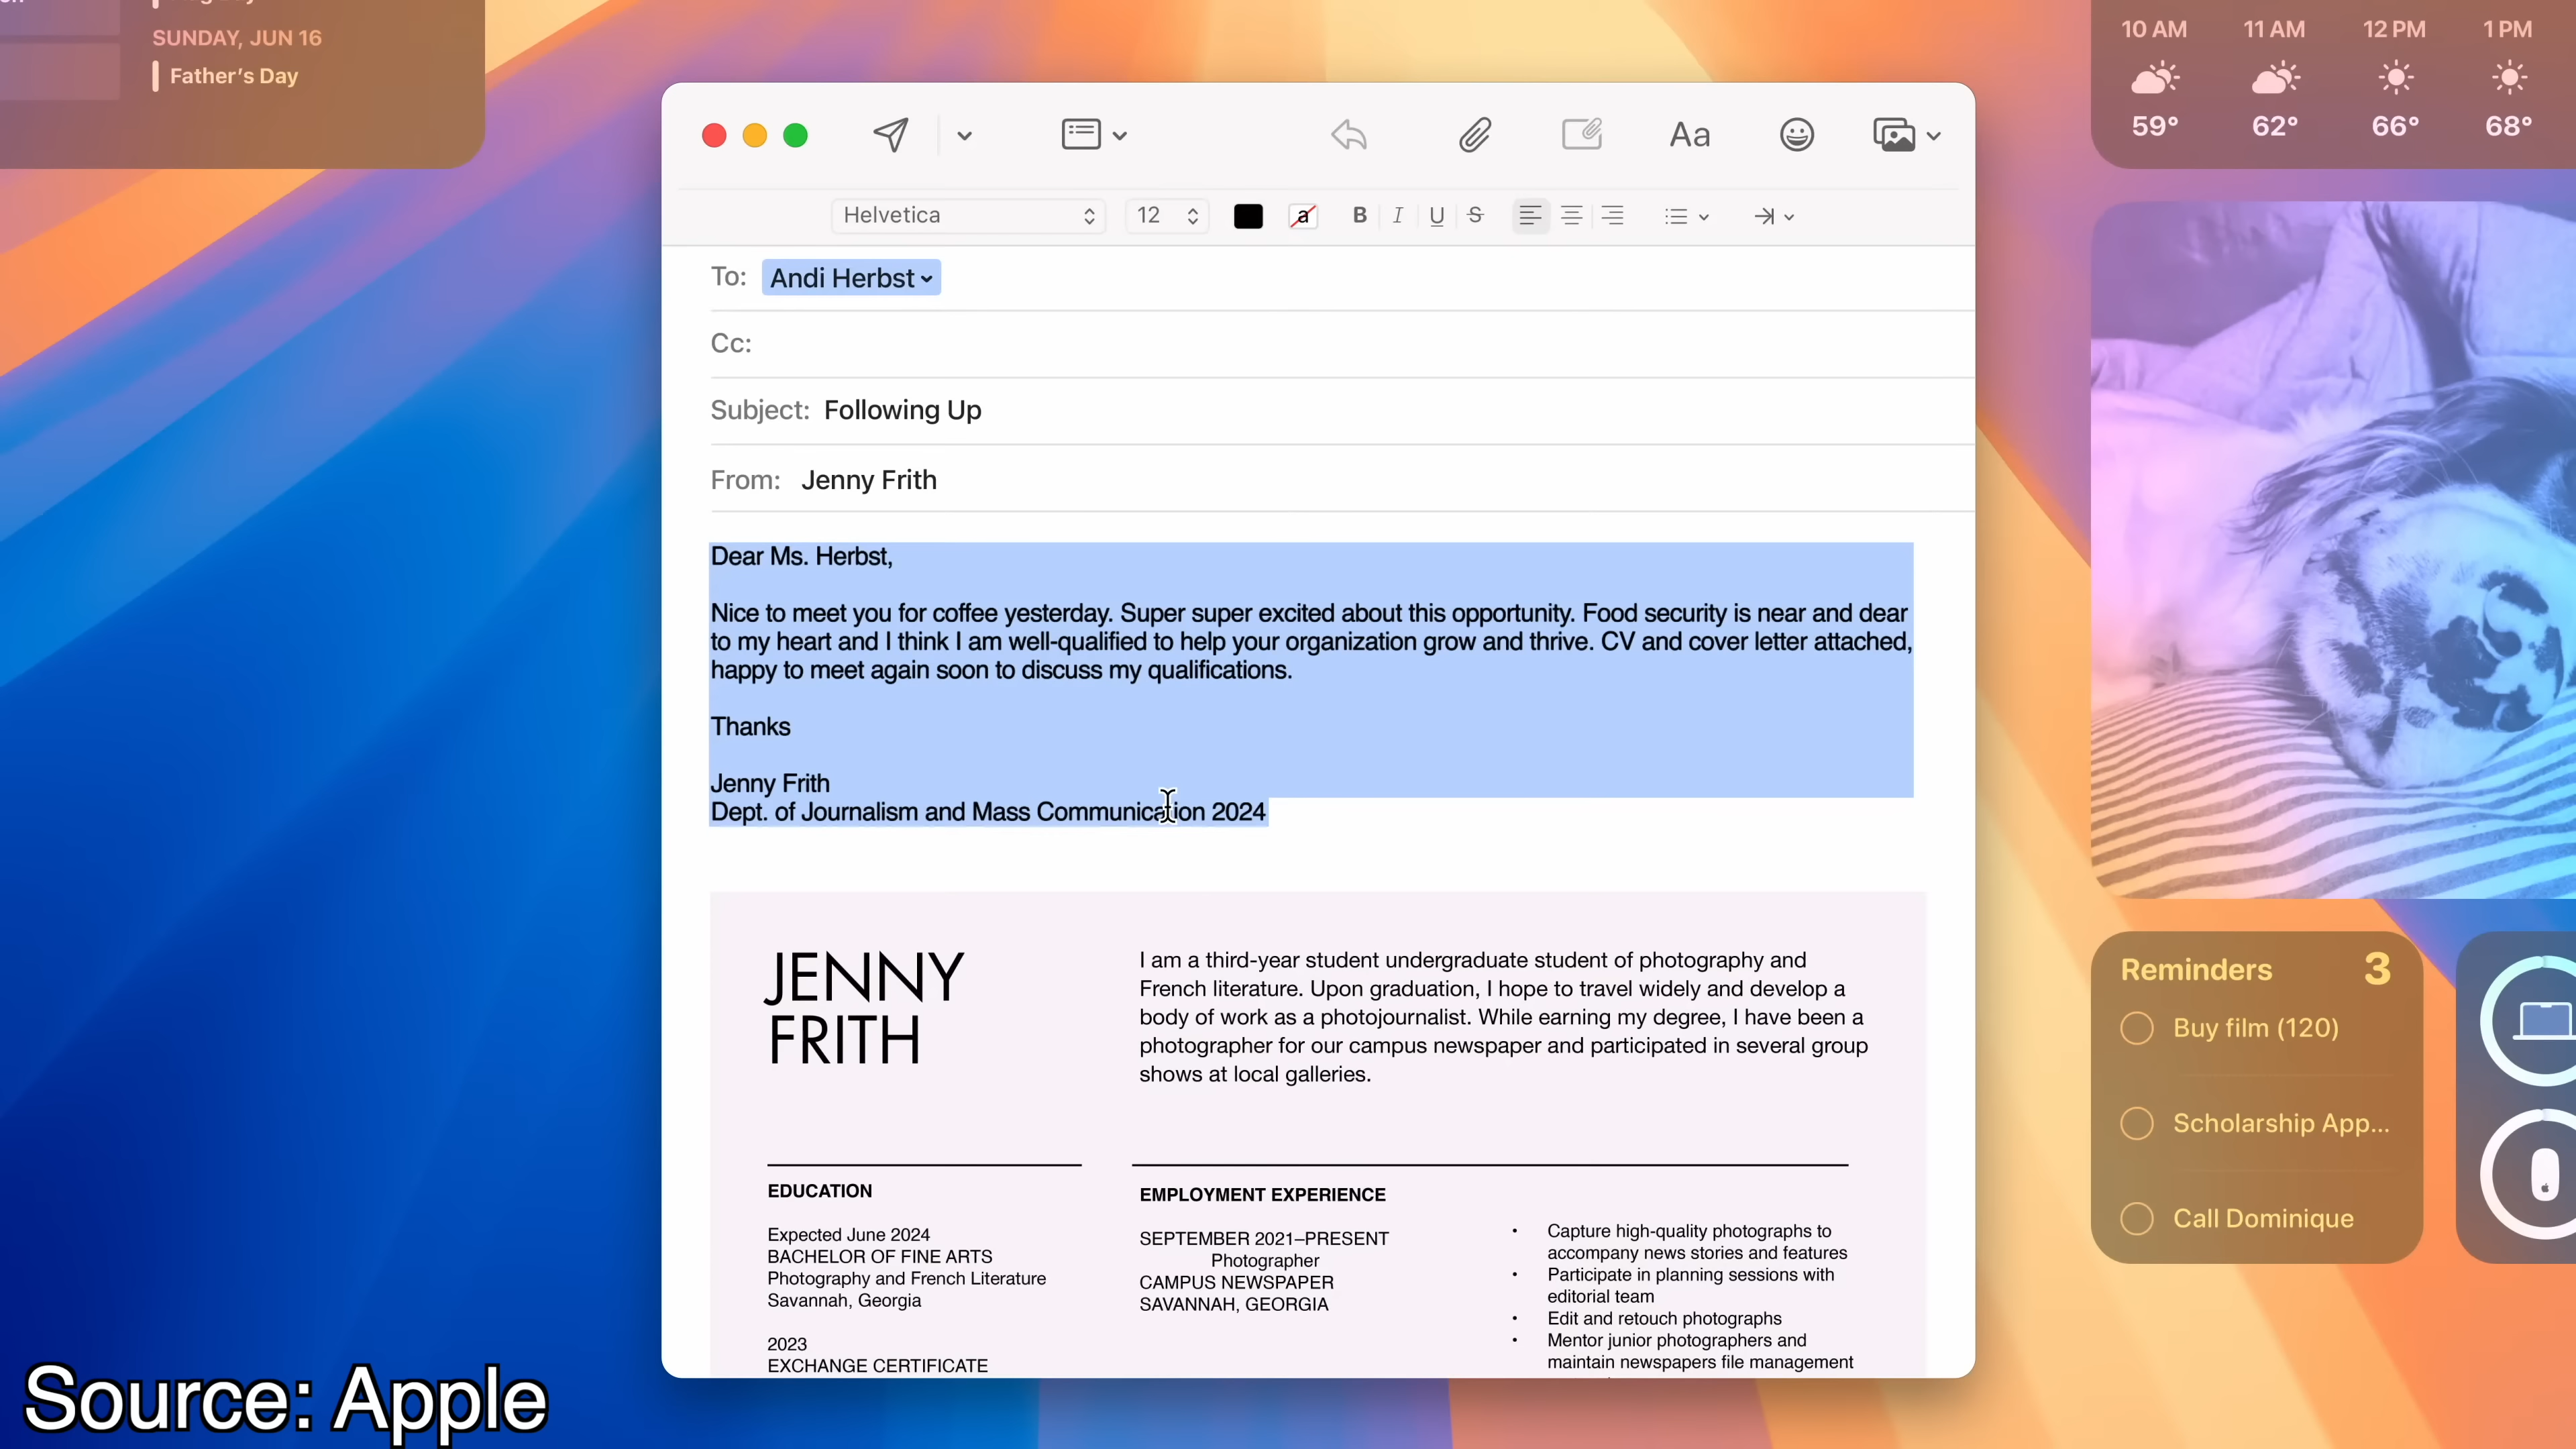 SUNDAY, JUN 16
Father's Day
10 AM 11 AM 12 PM 1 PM
59° 62° 66° 68°
Aa
Helvetica 12 a B I U S
To: Andi Herbst
Cc:
Subject: Following Up
From: Jenny Frith
Dear Ms. Herbst,
Nice to meet you for coffee yesterday. Super super excited about this opportunity. Food security is near and dear
to my heart and I think I am well-qualified to help your organization grow and thrive. CV and cover letter attached,
happy to meet again soon to discuss my qualifications.
Thanks
Jenny Frith
Dept. of Journalism and Mass Communication 2024
JENNY
FRITH
I am a third-year student undergraduate student of photography and
French literature. Upon graduation, I hope to travel widely and develop a
body of work as a photojournalist. While earning my degree, I have been a
photographer for our campus newspaper and participated in several group
shows at local galleries.
EDUCATION
Expected June 2024
BACHELOR OF FINE ARTS
Photography and French Literature
Savannah, Georgia
2023
EXCHANGE CERTIFICATE
EMPLOYMENT EXPERIENCE
SEPTEMBER 2021–PRESENT
Photographer
CAMPUS NEWSPAPER
SAVANNAH, GEORGIA
• Capture high-quality photographs to
accompany news stories and features
• Participate in planning sessions with
editorial team
• Edit and retouch photographs
• Mentor junior photographers and
maintain newspapers file management
Reminders 3
Buy film (120)
Scholarship App...
Call Dominique
Source: Apple